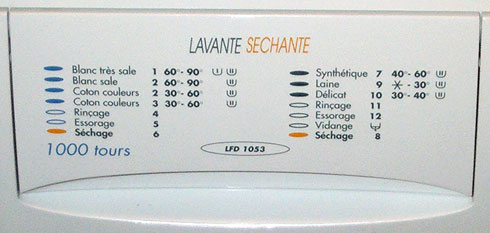 LAVANTE SECHANTE
Blanc très sale 1 60°- 90°
Blanc sale 2 60°- 90°
Coton couleurs 2 30°- 60°
Coton couleurs 3 30°- 60°
Rinçage 4
Essorage 5
Séchage 6
1000 tours
LFD 1053
Synthétique 7 40°- 60°
Laine 9 - 30°
Délicat 10 30°- 40°
Rinçage 11
Essorage 12
Vidange
Séchage 8